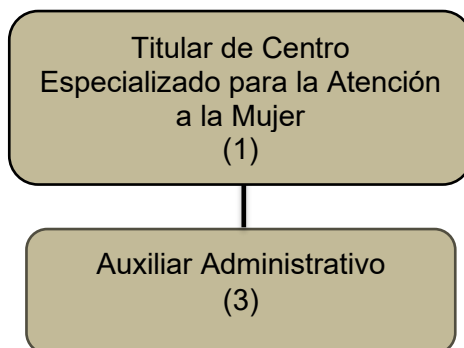 Titular de Centro
Especializado para la Atención
a la Mujer
(1)
Auxiliar Administrativo
(3)